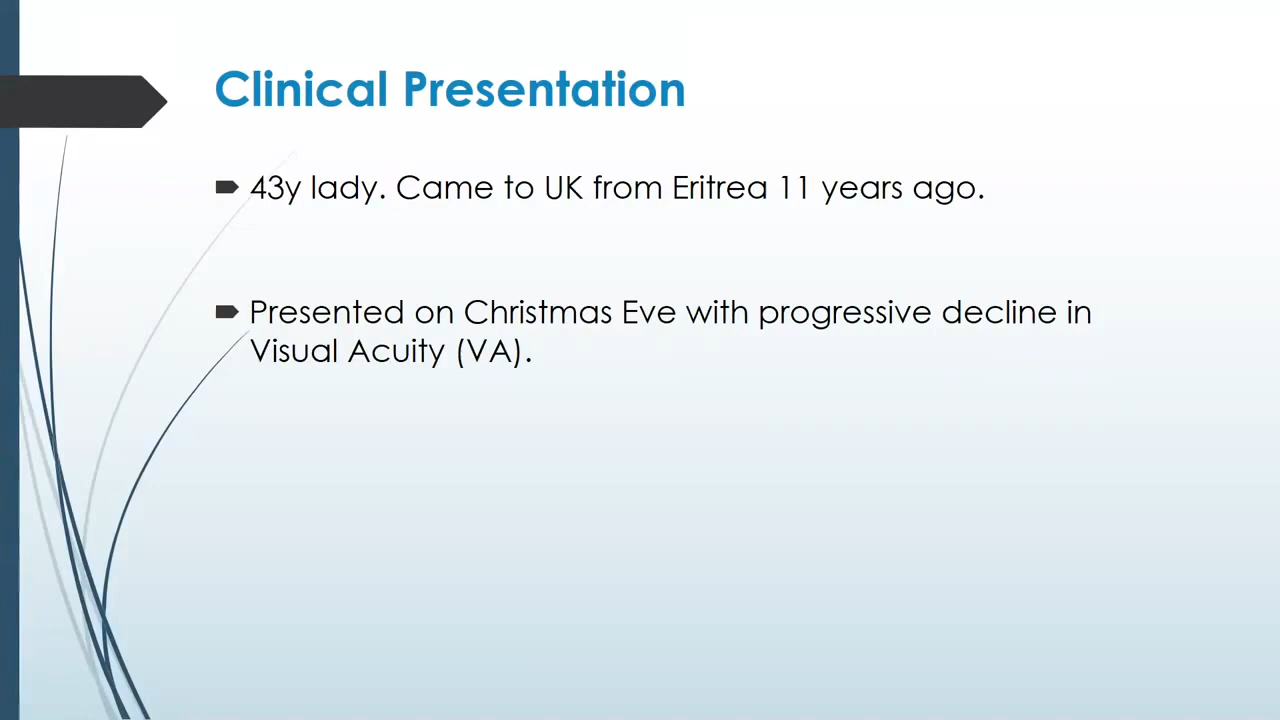 Clinical Presentation
43y lady. Came to UK from Eritrea 11 years ago.
Presented on Christmas Eve with progressive decline in
Visual Acuity (VA).